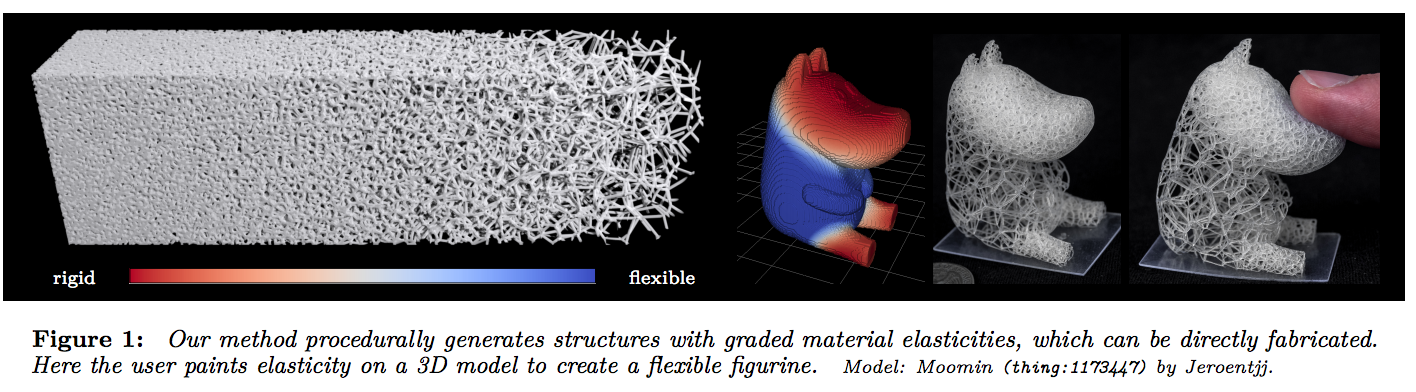 rigid
flexible
Figure 1: Our method procedurally generates structures with graded material elasticities, which can be directly fabricated.
Here the user paints elasticity on a 3D model to create a flexible figurine. Model: Moomin (thing:1173447) by Jeroentjj.